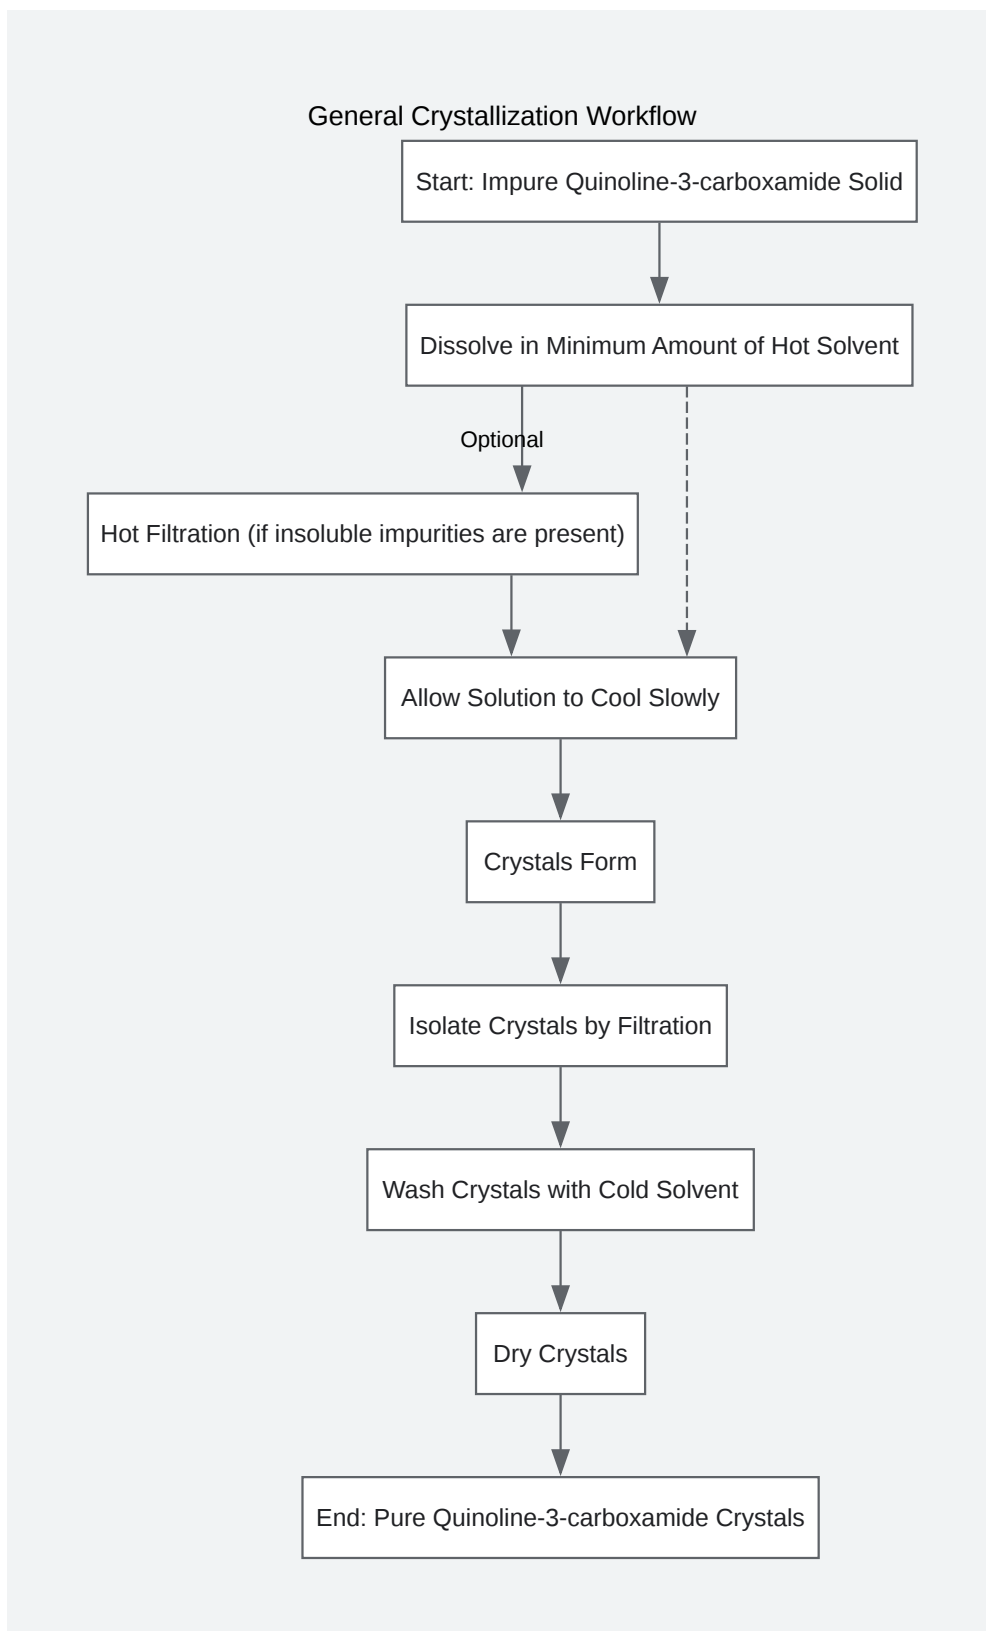 General Crystallization Workflow
Start: Impure Quinoline-3-carboxamide Solid
Dissolve in Minimum Amount of Hot Solvent
Optional
Hot Filtration (if insoluble impurities are present)
Allow Solution to Cool Slowly
Crystals Form
Isolate Crystals by Filtration
Wash Crystals with Cold Solvent
Dry Crystals
End: Pure Quinoline-3-carboxamide Crystals